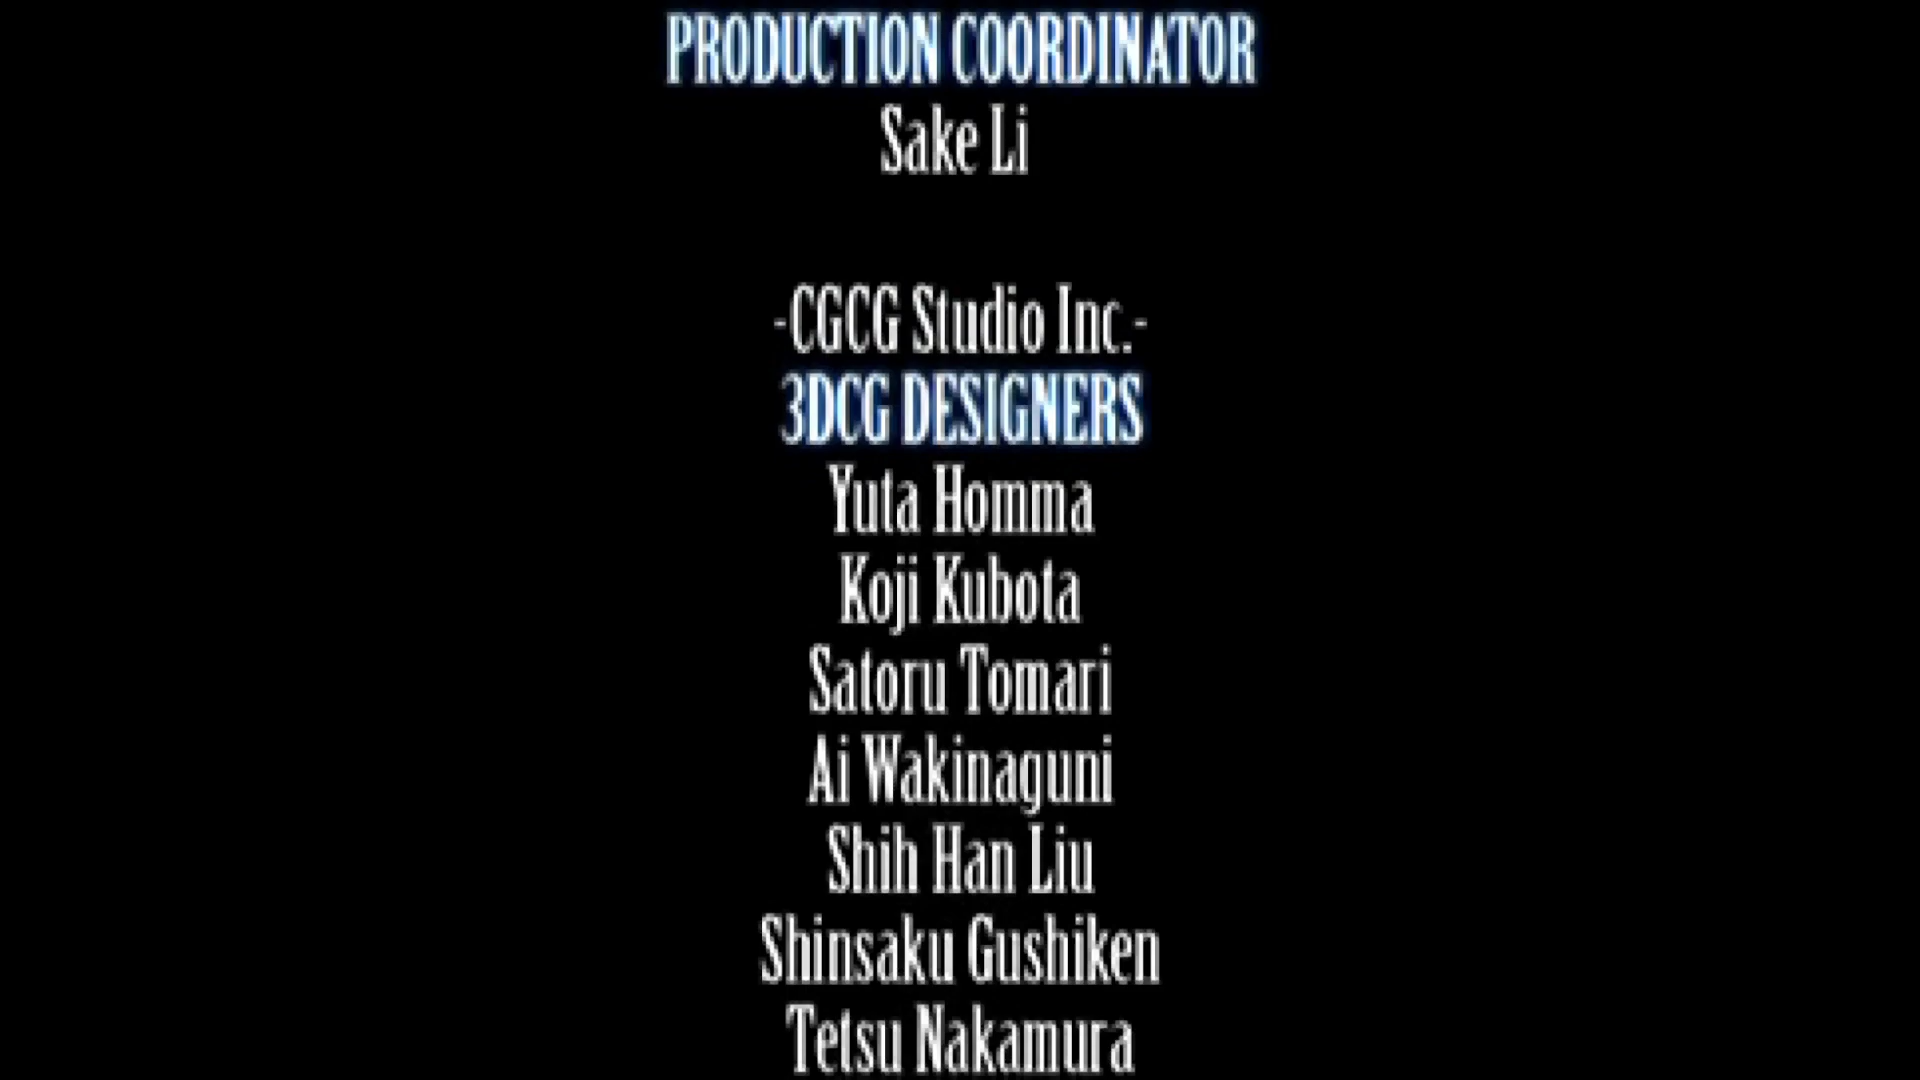 PRODUCTION COORDINATOR
Sake Li
-CGCG Studio Inc.-
3DCG DESIGNERS
Yuta Homma
Koji Kubota
Satoru Tomari
Ai Wakinaguni
Shih Han Liu
Shinsaku Gushiken
Tetsu Nakamura